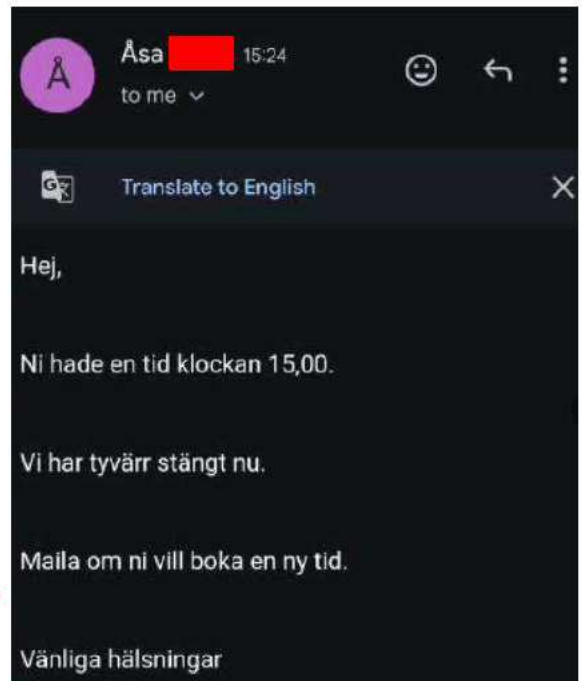 Å
Åsa 15:24
to me
Translate to English
Hej,
Ni hade en tid klockan 15,00.
Vi har tyvärr stängt nu.
Maila om ni vill boka en ny tid.
Vänliga hälsningar